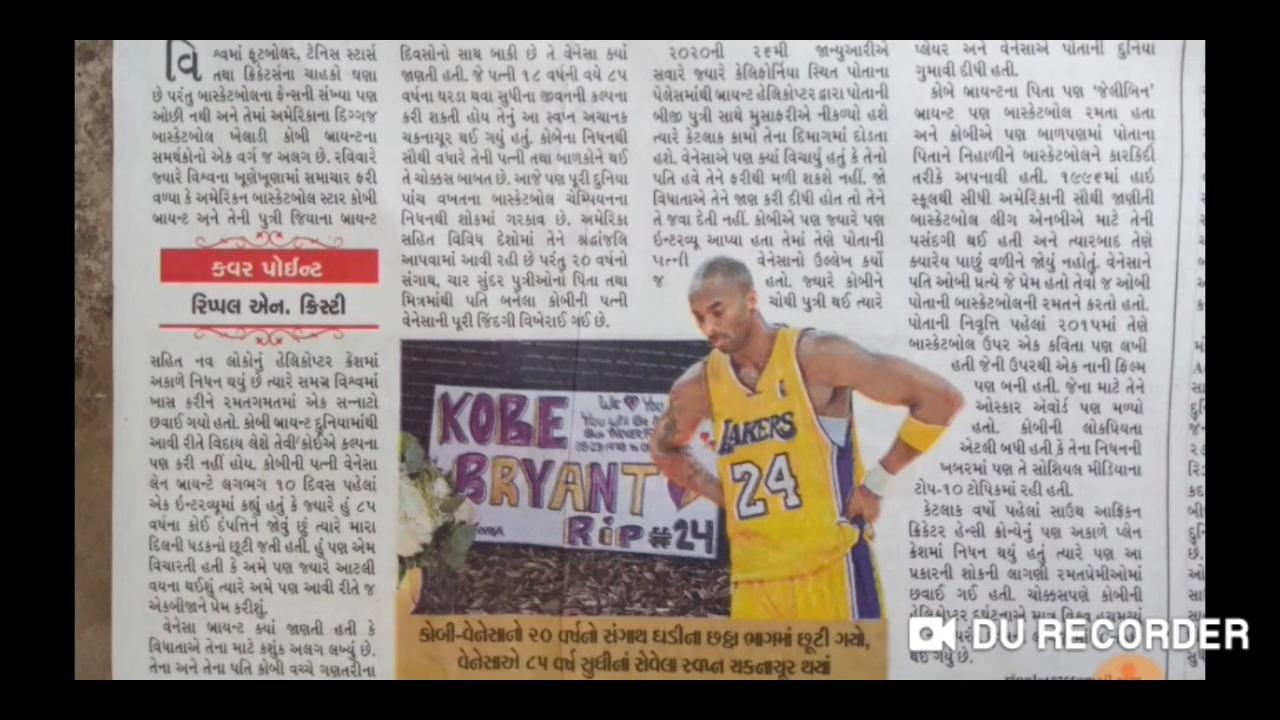 વિશ્વમાં ફૂટબોલર, ટેનિસ સ્ટાર્સ
તથા ક્રિકેટર્સના ચાહકો ઘણા
છે પરંતુ બાસ્કેટબોલના ફેન્સની સંખ્યા પણ
ઓછી નથી અને તેમાં અમેરિકાના દિગ્ગજ
બાસ્કેટબોલ ખેલાડી કોબી બ્રાયન્ટના
સમર્થકોનો એક વર્ગ જ અલગ છે. રવિવારે
જ્યારે વિશ્વના ખૂણેખૂણામાં સમાચાર ફરી
વળ્યા કે અમેરિકન બાસ્કેટબોલ સ્ટાર કોબી
બ્રાયન્ટ અને તેની પુત્રી જિયાના બ્રાયન્ટ
કવર પોઈન્ટ
રિપ્પલ એન. ક્રિસ્ટી
સહિત નવ લોકોનું હેલિકોપ્ટર ક્રેશમાં
અકાળે નિધન થયું છે ત્યારે સમગ્ર વિશ્વમાં
ખાસ કરીને રમતગમતમાં એક સન્નાટો
છવાઈ ગયો હતો. કોબી બ્રાયન્ટ દુનિયામાંથી
આવી રીતે વિદાય લેશે તેવી કોઈએ કલ્પના
પણ કરી નહીં હોય. કોબીની પત્ની વેનેસા
લેન બ્રાયન્ટે લગભગ ૧૦ દિવસ પહેલાં
એક ઇન્ટરવ્યૂમાં કહ્યું હતું કે જ્યારે હું ૮૫
વર્ષના કોઈ દંપત્તિને જોવું છું ત્યારે મારા
દિલની ધડકનો છૂટી જતી હતી. હું પણ એમ
વિચારતી હતી કે અમે પણ જ્યારે આટલી
વયના થઈશું ત્યારે અમે પણ આવી રીતે જ
એકબીજાને પ્રેમ કરીશું.
વેનેસા બ્રાયન્ટ ક્યાં જાણતી હતી કે
વિધાતાએ તેના માટે કશુંક અલગ લખ્યું છે.
તેના અને તેના પતિ કોબી વચ્ચે ગણતરીના
દિવસોનો સાથ બાકી છે તે વેનેસા ક્યાં
જાણતી હતી. જે પત્ની ૧૮ વર્ષની વયે ૮૫
વર્ષના ઘરડા થવા સુધીના જીવનની કલ્પના
કરી શકતી હોય તેનું આ સ્વપ્ન અચાનક
ચકનાચૂર થઈ ગયું હતું. કોબેના નિધનથી
સૌથી વધારે તેની પત્ની તથા બાળકોને થઈ
તે ચોક્કસ બાબત છે. આજે પણ પૂરી દુનિયા
પાંચ વખતના બાસ્કેટબોલ ચેમ્પિયનના
નિધનથી શોકમાં ગરકાવ છે. અમેરિકા
સહિત વિવિધ દેશોમાં તેને શ્રદ્ધાંજલિ
આપવામાં આવી રહી છે પરંતુ ૨૦ વર્ષનો
સંગાથ, ચાર સુંદર પુત્રીઓનો પિતા તથા
મિત્રમાંથી પતિ બનેલા કોબીની પત્ની
વેનેસાની પૂરી જિંદગી વિખેરાઈ ગઈ છે.
૨૦૨૦ની ૨૬મી જાન્યુઆરીએ
સવારે જ્યારે કેલિફોર્નિયા સ્થિત પોતાના
પેલેસમાંથી બ્રાયન્ટ હેલિકોપ્ટર દ્વારા પોતાની
બીજી પુત્રી સાથે મુસાફરીએ નીકળ્યો હશે
ત્યારે કેટલાક કામો તેના દિમાગમાં દોડતા
હશે. વેનેસાએ પણ ક્યાં વિચાર્યું હતું કે તેનો
પતિ હવે તેને ફરીથી મળી શકશે નહીં. જો
વિધાતાએ તેને જાણ કરી દીધી હોત તો તેને
તે જવા દેતી નહીં. કોબીએ પણ જ્યારે પણ
ઇન્ટરવ્યૂ આપ્યા હતા તેમાં તેણે પોતાની
પત્ની વેનેસાનો ઉલ્લેખ કર્યો
જ હતો. જ્યારે કોબીને
ચોથી પુત્રી થઈ ત્યારે
KOBE
BRYANT
RiP #24
We ♥ You
LAKERS
24
કોબી-વેનેસાનો ૨૦ વર્ષનો સંગાથ ઘડીના છઠ્ઠા ભાગમાં છૂટી ગયો,
વેનેસાએ ૮૫ વર્ષ સુધીનાં સેવેલા સ્વપ્ન ચકનાચૂર થયાં
પ્લેયર અને વેનેસાએ પોતાની દુનિયા
ગુમાવી દીધી હતી.
કોબે બ્રાયન્ટના પિતા પણ 'જેલીબિન'
બ્રાયન્ટ પણ બાસ્કેટબોલ રમતા હતા
અને કોબીએ પણ બાળપણમાં પોતાના
પિતાને નિહાળીને બાસ્કેટબોલને કારકિર્દી
તરીકે અપનાવી હતી. ૧૯૯૬માં હાઇ
સ્કૂલથી સીધી અમેરિકાની સૌથી જાણીતી
બાસ્કેટબોલ લીગ એનબીએ માટે તેની
પસંદગી થઈ હતી અને ત્યારબાદ તેણે
ક્યારેય પાછું વળીને જોયું નહોતું. વેનેસાને
પતિ ઓબી પ્રત્યે જે પ્રેમ હતો તેવો જ ઓબી
પોતાની બાસ્કેટબોલની રમતને કરતો હતો.
પોતાની નિવૃત્તિ પહેલાં ૨૦૧૫માં તેણે
બાસ્કેટબોલ ઉપર એક કવિતા પણ લખી
હતી જેની ઉપરથી એક નાની ફિલ્મ
પણ બની હતી. જેના માટે તેને
ઓસ્કાર ઍવૉર્ડ પણ મળ્યો
હતો. કોબીની લોકપ્રિયતા
એટલી બધી હતી કે તેના નિધનની
ખબરમાં પણ તે સોશિયલ મીડિયાના
ટોપ-૧૦ ટોપિકમાં રહી હતી.
કેટલાક વર્ષો પહેલાં સાઉથ આફ્રિકન
ક્રિકેટર હેન્સી ક્રોન્યેનું પણ અકાળે પ્લેન
ક્રેશમાં નિધન થયું હતું ત્યારે પણ આ
પ્રકારની શોકની લાગણી રમતપ્રેમીઓમાં
છવાઈ ગઈ હતી. ચોક્કસપણે કોબીની
થઈ ગયું છે.
DU RECORDER